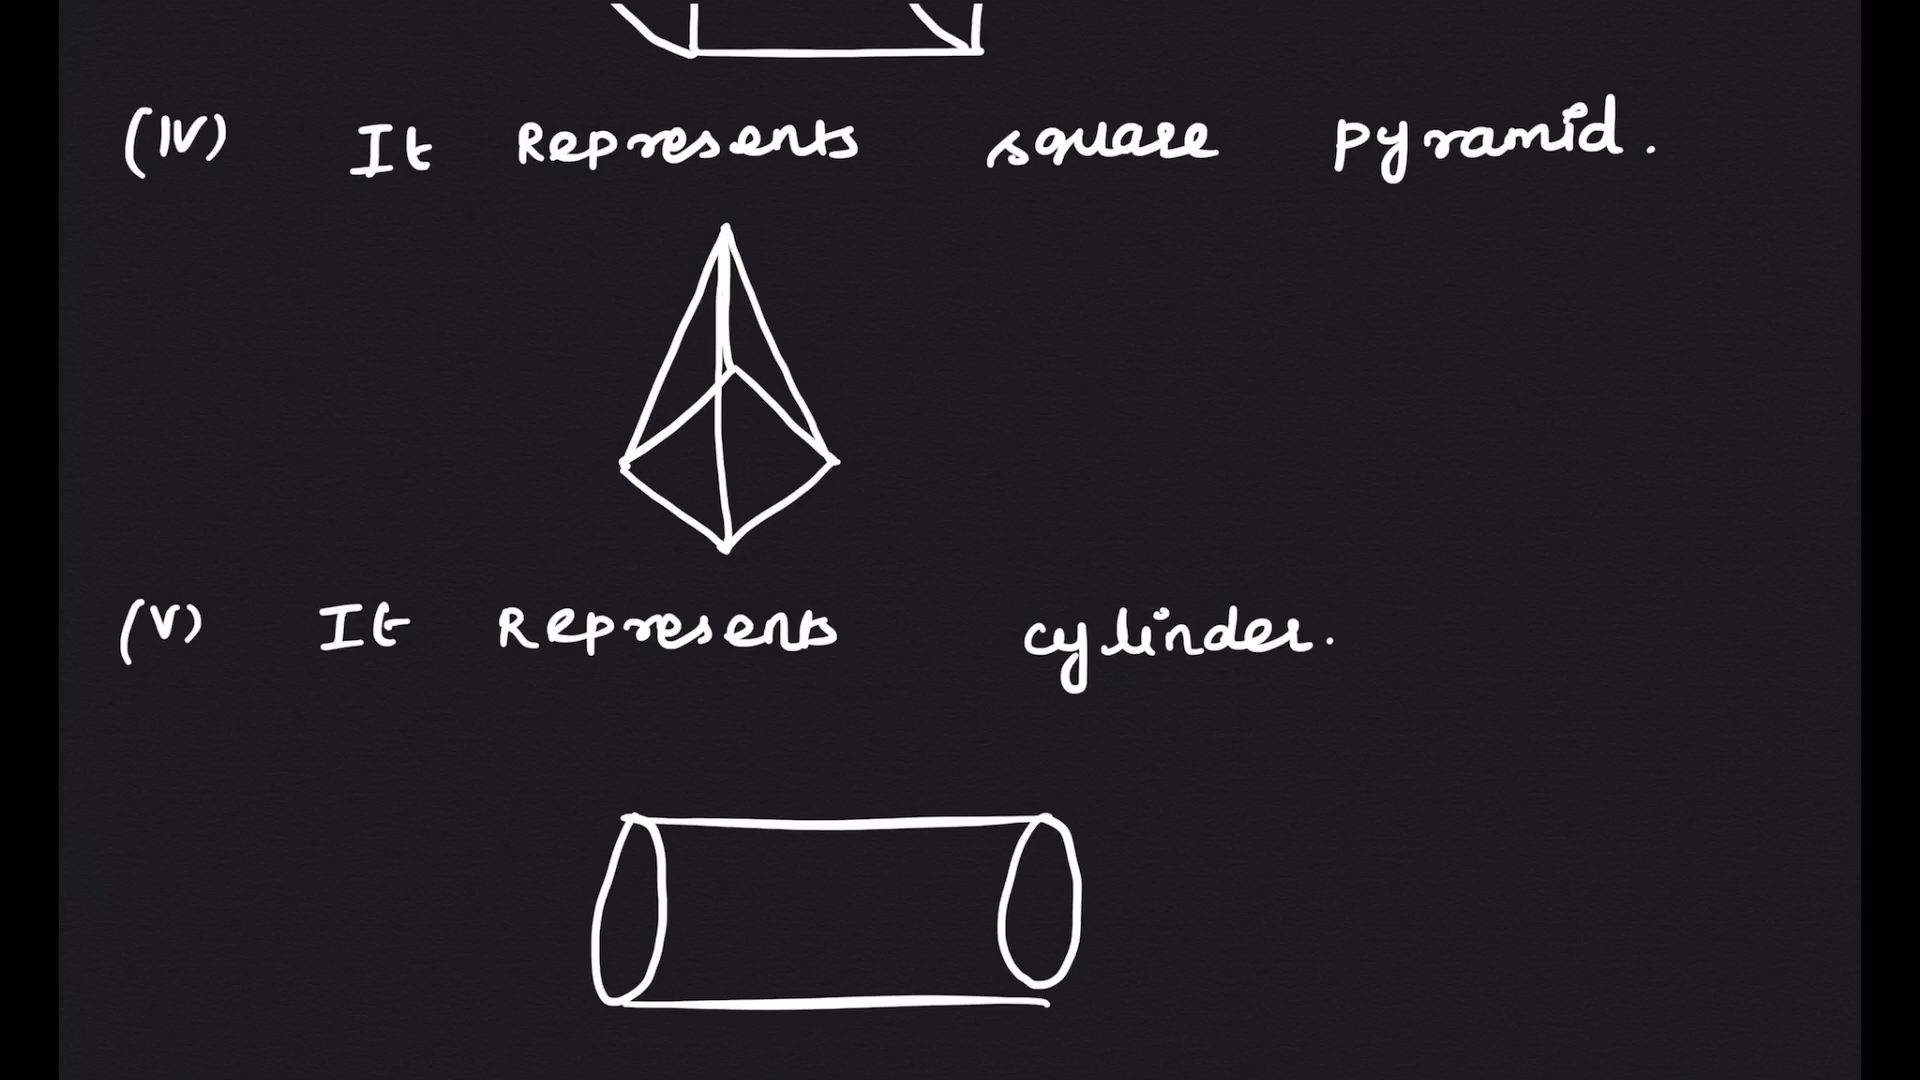 (IV) It Represents square pyramid.
(V) It Represents cylinder.